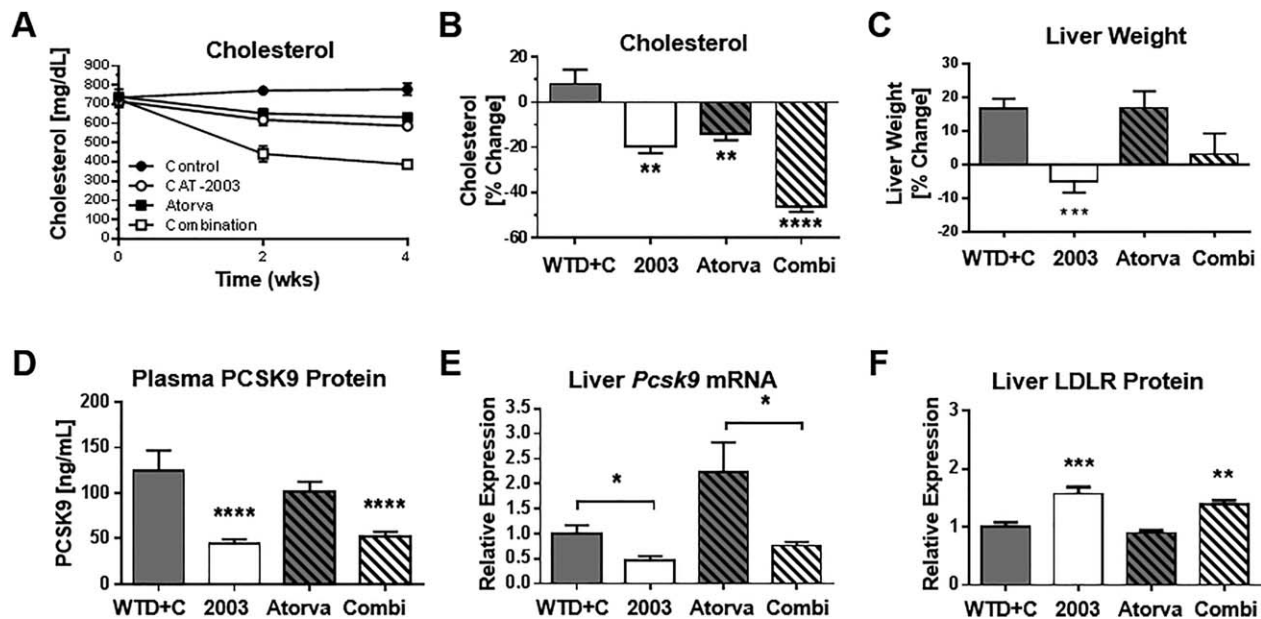 A
Cholesterol
Cholesterol [mg/dL]
900
800
700
600
500
400
300
200
100
0
Control
CAT-2003
Atorva
Combination
0 2 4
Time (wks)
B
Cholesterol
Cholesterol
[% Change]
20
0
-20
-40
-60
**
**
****
WTD+C 2003 Atorva Combi
C
Liver Weight
Liver Weight
[% Change]
20
10
0
-10
-20
***
WTD+C 2003 Atorva Combi
D
Plasma PCSK9 Protein
PCSK9 [ng/mL]
200
150
100
50
0
****
****
WTD+C 2003 Atorva Combi
E
Liver Pcsk9 mRNA
Relative Expression
3.5
3.0
2.5
2.0
1.5
1.0
0.5
0.0
*
*
WTD+C 2003 Atorva Combi
F
Liver LDLR Protein
Relative Expression
3
2
1
0
***
**
WTD+C 2003 Atorva Combi